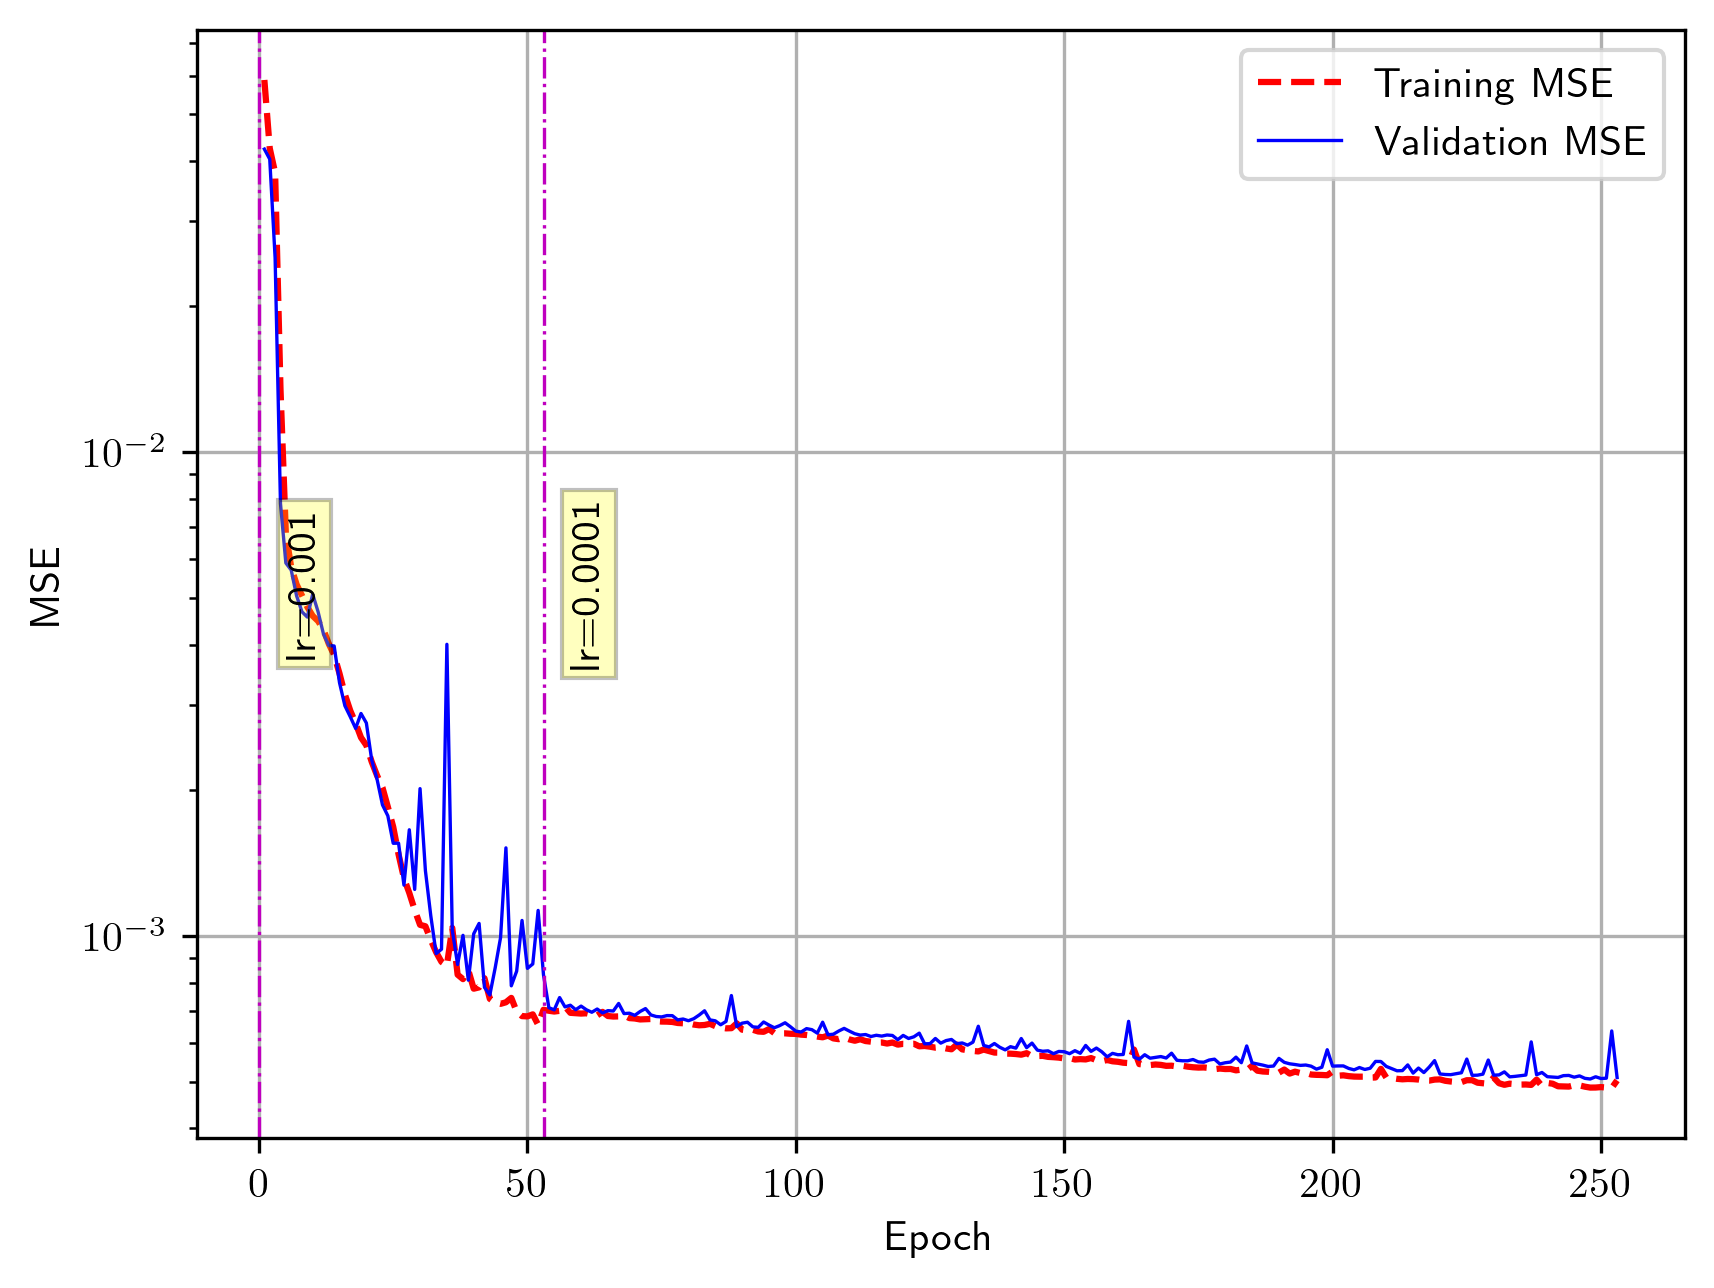 Training MSE
Validation MSE
10⁻²
10⁻³
MSE
lr=0.001
lr=0.0001
0 50 100 150 200 250
Epoch